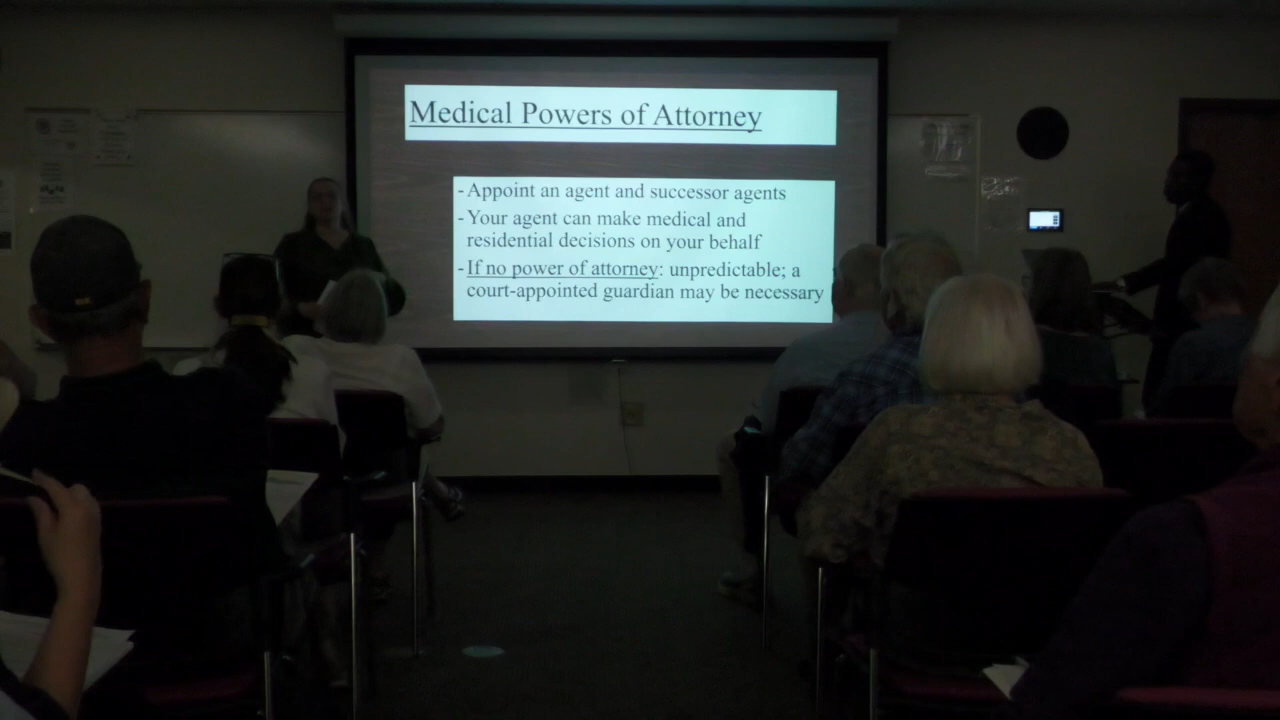 Medical Powers of Attorney
- Appoint an agent and successor agents
- Your agent can make medical and
residential decisions on your behalf
- If no power of attorney: unpredictable; a
court-appointed guardian may be necessary